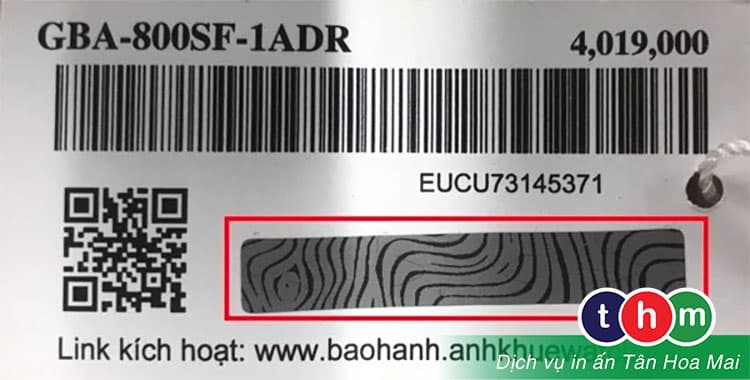 GBA-800SF-1ADR 4,019,000
EUCU73145371
Link kích hoạt: www.baohanh.anhkhuewa
thm
Dịch vụ in ấn Tân Hoa Mai